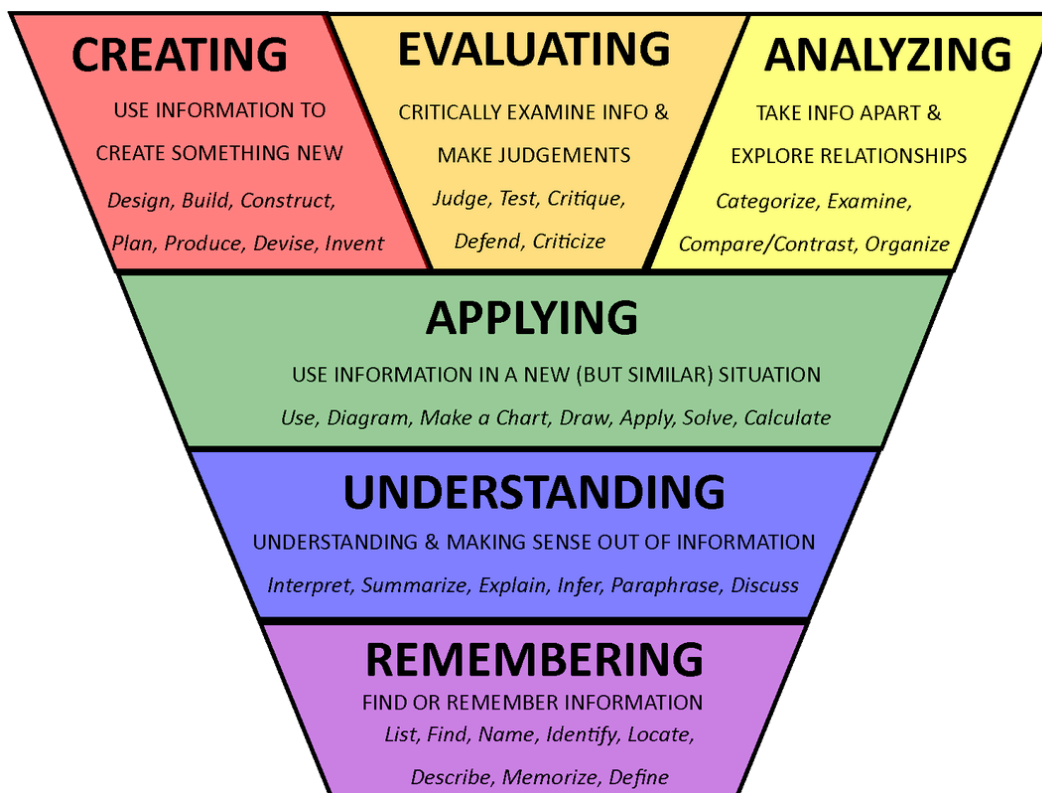 CREATING
USE INFORMATION TO
CREATE SOMETHING NEW
Design, Build, Construct,
Plan, Produce, Devise, Invent
EVALUATING
CRITICALLY EXAMINE INFO &
MAKE JUDGEMENTS
Judge, Test, Critique,
Defend, Criticize
ANALYZING
TAKE INFO APART &
EXPLORE RELATIONSHIPS
Categorize, Examine,
Compare/Contrast, Organize
APPLYING
USE INFORMATION IN A NEW (BUT SIMILAR) SITUATION
Use, Diagram, Make a Chart, Draw, Apply, Solve, Calculate
UNDERSTANDING
UNDERSTANDING & MAKING SENSE OUT OF INFORMATION
Interpret, Summarize, Explain, Infer, Paraphrase, Discuss
REMEMBERING
FIND OR REMEMBER INFORMATION
List, Find, Name, Identify, Locate,
Describe, Memorize, Define